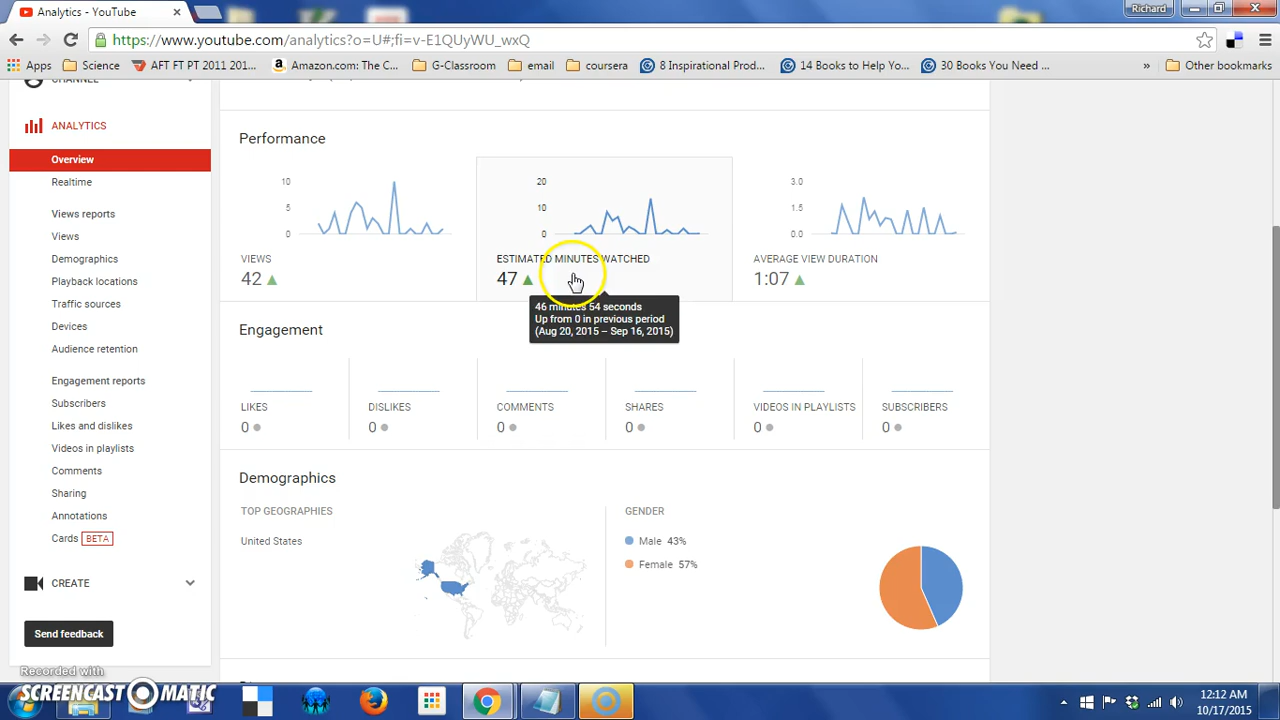 Analytics - YouTube
Richard
https://www.youtube.com/analytics?o=U#;fi=v-E1QUyWU_wxQ
Apps
Science
AFT FT PT 2011 201...
Amazon.com: The C...
G-Classroom
email
coursera
8 Inspirational Prod...
14 Books to Help Yo...
30 Books You Need ...
»
Other bookmarks
CHANNEL
ANALYTICS
Overview
Realtime
Views reports
Views
Demographics
Playback locations
Traffic sources
Devices
Audience retention
Engagement reports
Subscribers
Likes and dislikes
Videos in playlists
Comments
Sharing
Annotations
Cards BETA
CREATE
Send feedback
Performance
10
5
0
VIEWS
42
20
10
0
ESTIMATED MINUTES WATCHED
47
46 minutes 54 seconds
Up from 0 in previous period
(Aug 20, 2015 – Sep 16, 2015)
3.0
1.5
0.0
AVERAGE VIEW DURATION
1:07
Engagement
LIKES
0
DISLIKES
0
COMMENTS
0
SHARES
0
VIDEOS IN PLAYLISTS
0
SUBSCRIBERS
0
Demographics
TOP GEOGRAPHIES
United States
GENDER
Male 43%
Female 57%
Recorded with
SCREENCAST MATIC
12:12 AM
10/17/2015